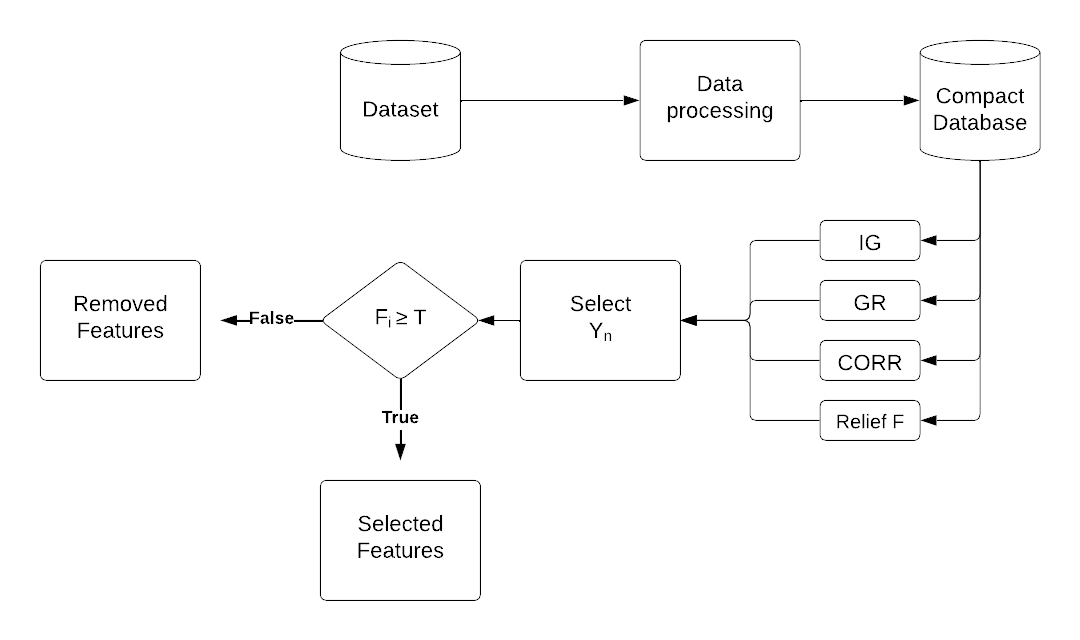 Dataset
Data
processing
Compact
Database
IG
GR
CORR
Relief F
Select
Yn
Fi ≥ T
False
Removed
Features
True
Selected
Features